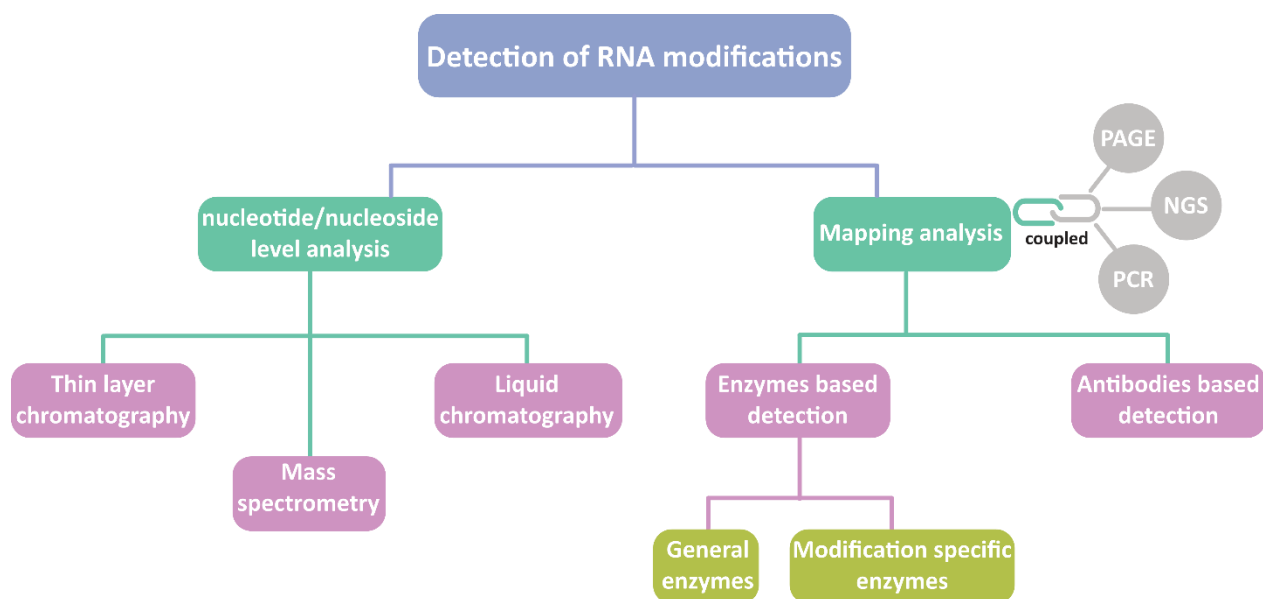 Detection of RNA modifications
PAGE
nucleotide/nucleoside
level analysis
Mapping analysis
NGS
coupled
PCR
Thin layer
chromatography
Liquid
chromatography
Enzymes based
detection
Antibodies based
detection
Mass
spectrometry
General
enzymes
Modification specific
enzymes